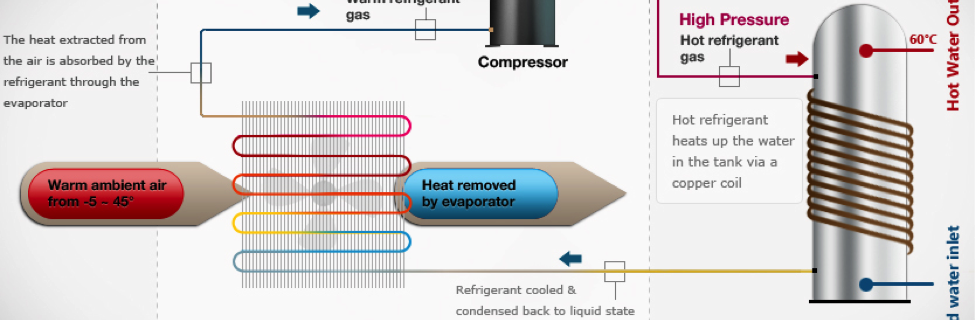 Warm refrigerant
gas
The heat extracted from
the air is absorbed by the
refrigerant through the
evaporator
Compressor
High Pressure
Hot refrigerant
gas
60°C
Hot Water Out
Hot refrigerant
heats up the water
in the tank via a
copper coil
Warm ambient air
from -5 ~ 45°
Heat removed
by evaporator
Refrigerant cooled &
condensed back to liquid state
water inlet